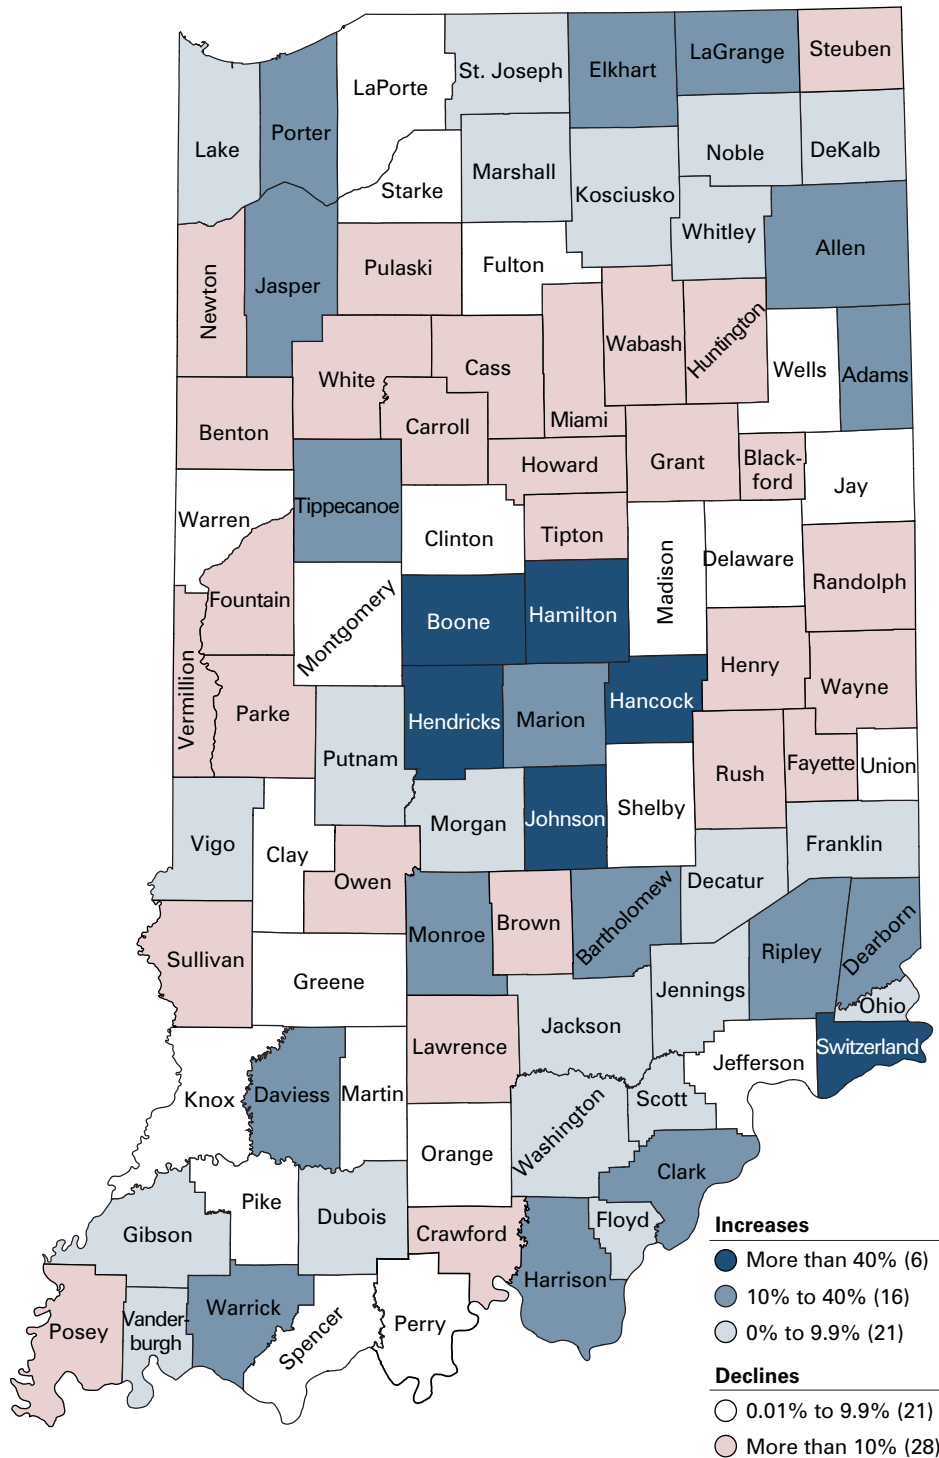 Steuben
LaGrange
Elkhart
St. Joseph
LaPorte
Porter
Lake
Noble
DeKalb
Marshall
Starke
Kosciusko
Whitley
Allen
Fulton
Pulaski
Jasper
Newton
Wabash
Huntington
Wells
Adams
White
Cass
Miami
Carroll
Benton
Howard
Grant
Black-
ford
Jay
Tippecanoe
Warren
Clinton
Tipton
Madison
Delaware
Randolph
Fountain
Montgomery
Boone
Hamilton
Henry
Wayne
Vermillion
Parke
Hendricks
Marion
Hancock
Putnam
Rush
Fayette
Union
Shelby
Morgan
Johnson
Vigo
Clay
Franklin
Owen
Decatur
Brown
Bartholomew
Monroe
Ripley
Dearborn
Sullivan
Greene
Jennings
Ohio
Jackson
Lawrence
Switzerland
Jefferson
Knox
Daviess
Martin
Scott
Washington
Orange
Clark
Pike
Dubois
Floyd
Gibson
Crawford
Harrison
Warrick
Posey
Vander-
burgh
Spencer
Perry
Increases
More than 40% (6)
10% to 40% (16)
0% to 9.9% (21)
Declines
0.01% to 9.9% (21)
More than 10% (28)